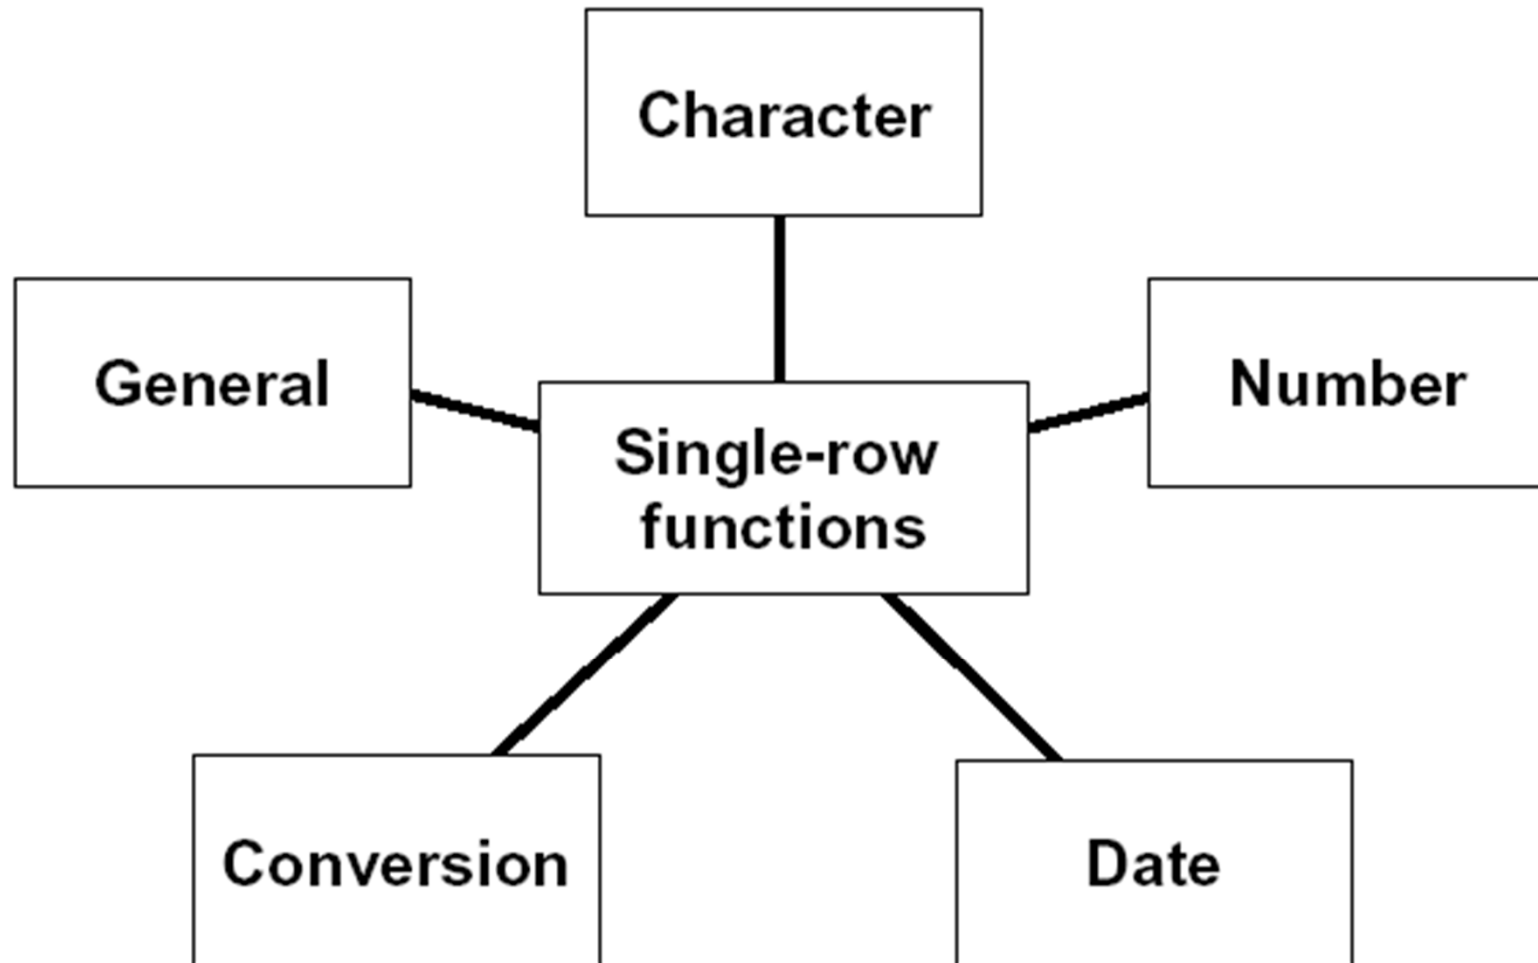 Character
General
Number
Single-row
functions
Conversion
Date